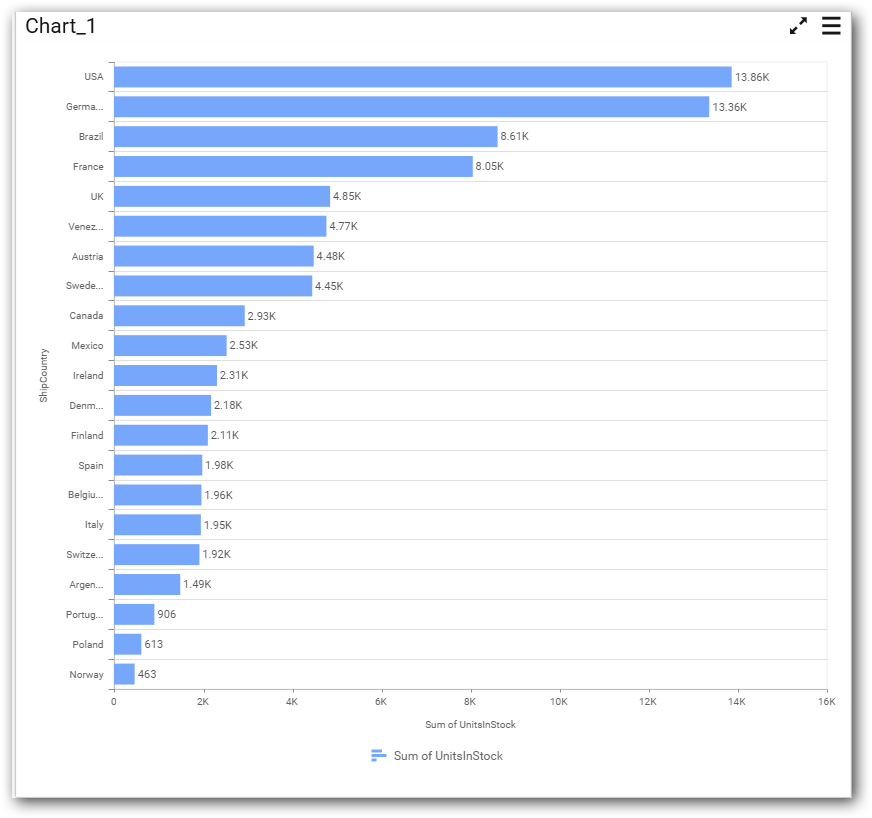 Chart_1
USA 13.86K
Germa... 13.36K
Brazil 8.61K
France 8.05K
UK 4.85K
Venez... 4.77K
Austria 4.48K
Swede... 4.45K
Canada 2.93K
Mexico 2.53K
Ireland 2.31K
Denm... 2.18K
Finland 2.11K
Spain 1.98K
Belgiu... 1.96K
Italy 1.95K
Switze... 1.92K
Argen... 1.49K
Portug... 906
Poland 613
Norway 463
ShipCountry
0 2K 4K 6K 8K 10K 12K 14K 16K
Sum of UnitsInStock
Sum of UnitsInStock